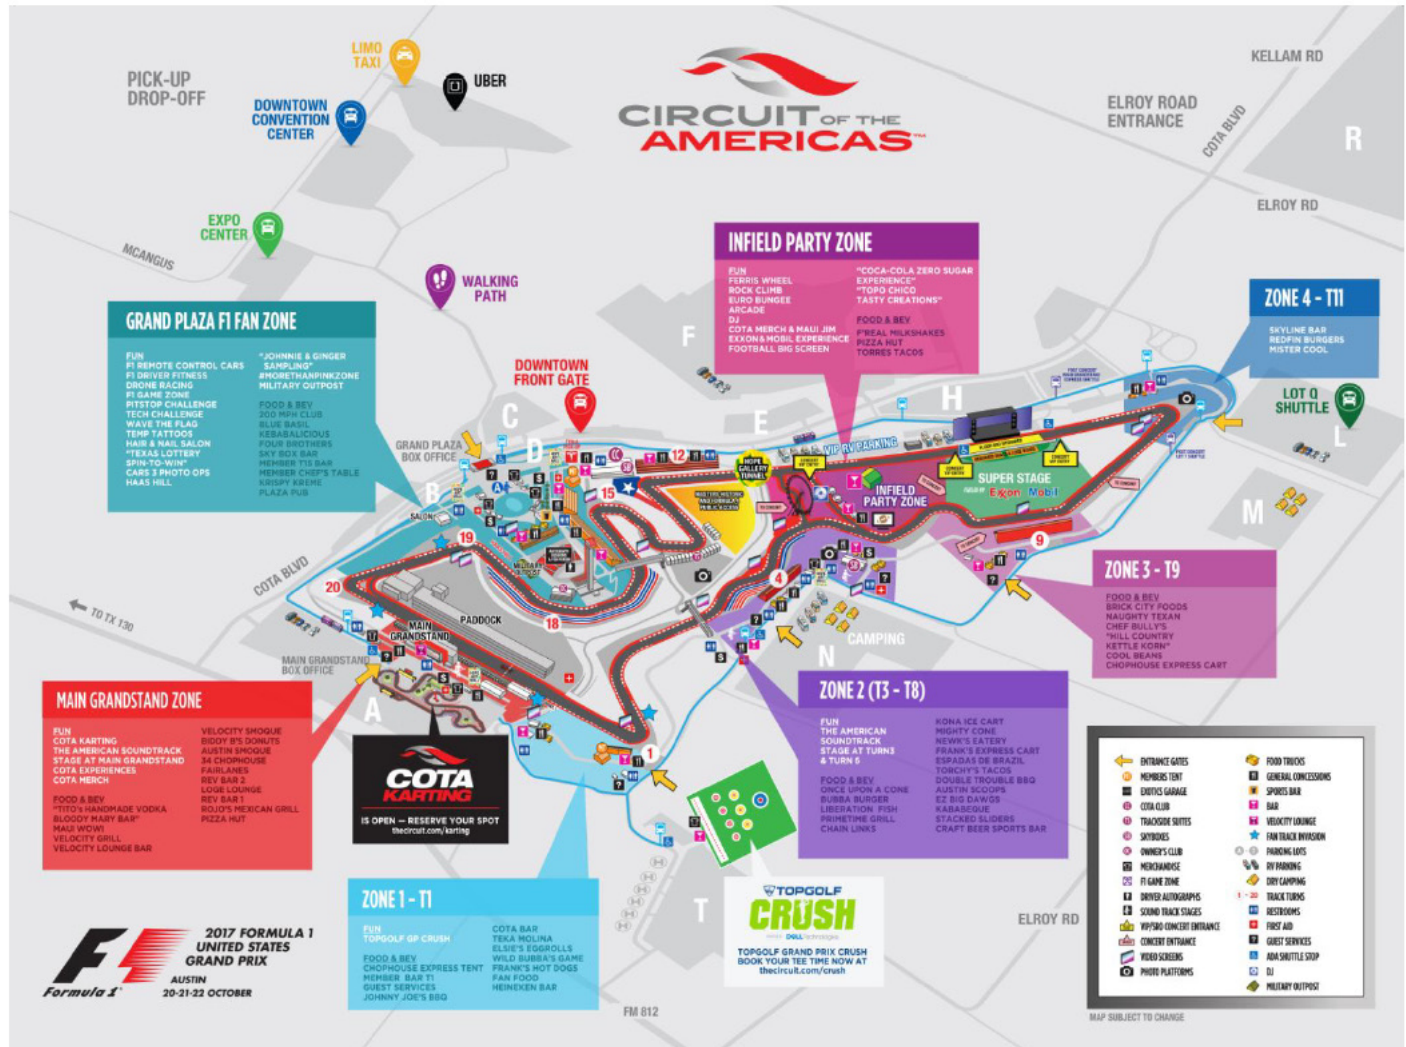 PICK-UP
DROP-OFF
LIMO
TAXI
UBER
DOWNTOWN
CONVENTION
CENTER
EXPO
CENTER
MCANGUS
WALKING
PATH
CIRCUIT OF THE
AMERICAS™
KELLAM RD
ELROY ROAD
ENTRANCE
COTA BLVD
R
ELROY RD
GRAND PLAZA F1 FAN ZONE
FUN
F1 REMOTE CONTROL CARS
F1 DRIVER FITNESS
DRONE RACING
F1 GAME ZONE
PITSTOP CHALLENGE
TECH CHALLENGE
WAVE THE FLAG
TEMP TATTOOS
HAIR & NAIL SALON
"TEXAS LOTTERY
SPIN-TO-WIN"
CARS 3 PHOTO OPS
HAAS HILL
"JOHNNIE & GINGER
SAMPLING"
#MORETHANPINKZONE
MILITARY OUTPOST
FOOD & BEV
200 MPH CLUB
BLUE BASIL
KEBABALICIOUS
FOUR BROTHERS
SKY BOX BAR
MEMBER T15 BAR
MEMBER CHEF'S TABLE
KRISPY KREME
PLAZA PUB
INFIELD PARTY ZONE
FUN
FERRIS WHEEL
ROCK CLIMB
EURO BUNGEE
ARCADE
DJ
COTA MERCH & MAUI JIM
EXXON & MOBIL EXPERIENCE
FOOTBALL BIG SCREEN
"COCA-COLA ZERO SUGAR
EXPERIENCE"
"TOPO CHICO
TASTY CREATIONS"
FOOD & BEV
F'REAL MILKSHAKES
PIZZA HUT
TORRES TACOS
ZONE 4 - T11
SKYLINE BAR
REDFIN BURGERS
MISTER COOL
LOT Q
SHUTTLE
L
F
DOWNTOWN
FRONT GATE
C
D
E
H
GRAND PLAZA
BOX OFFICE
B
SALON
VIP RV PARKING
HOPE
GALLERY
TUNNEL
12
15
INFIELD
PARTY ZONE
SUPER STAGE
Exxon Mobil
M
9
4
19
20
18
1
MILITARY
OUTPOST
COTA BLVD
TO TX 130
MAIN
GRANDSTAND
PADDOCK
MAIN GRANDSTAND
BOX OFFICE
A
CAMPING
N
ZONE 3 - T9
FOOD & BEV
BRICK CITY FOODS
NAUGHTY TEXAN
CHEF BULLY'S
"HILL COUNTRY
KETTLE KORN"
COOL BEANS
CHOPHOUSE EXPRESS CART
MAIN GRANDSTAND ZONE
FUN
COTA KARTING
THE AMERICAN SOUNDTRACK
STAGE AT MAIN GRANDSTAND
COTA EXPERIENCES
COTA MERCH
FOOD & BEV
"TITO's HANDMADE VODKA
BLOODY MARY BAR"
MAUI WOWI
VELOCITY GRILL
VELOCITY LOUNGE BAR
VELOCITY SMOQUE
BIDDY B'S DONUTS
AUSTIN SMOQUE
34 CHOPHOUSE
FAIRLANES
REV BAR 2
LOGE LOUNGE
REV BAR 1
ROJO'S MEXICAN GRILL
PIZZA HUT
COTA
KARTING
IS OPEN — RESERVE YOUR SPOT
thecircuit.com/karting
ZONE 2 (T3 - T8)
FUN
THE AMERICAN
SOUNDTRACK
STAGE AT TURN3
& TURN 5
FOOD & BEV
ONCE UPON A CONE
BUBBA BURGER
LIBERATION FISH
PRIMETIME GRILL
CHAIN LINKS
KONA ICE CART
MIGHTY CONE
NEWK'S EATERY
FRANK'S EXPRESS CART
ESPADAS DE BRAZIL
TORCHY'S TACOS
DOUBLE TROUBLE BBQ
AUSTIN SCOOPS
EZ BIG DAWGS
KABABEQUE
STACKED SLIDERS
CRAFT BEER SPORTS BAR
ZONE 1 - T1
FUN
TOPGOLF GP CRUSH
FOOD & BEV
CHOPHOUSE EXPRESS TENT
MEMBER BAR T1
GUEST SERVICES
JOHNNY JOE'S BBQ
COTA BAR
TEKA MOLINA
ELSIE'S EGGROLLS
WILD BUBBA'S GAME
FRANK'S HOT DOGS
FAN FOOD
HEINEKEN BAR
T
TOPGOLF
CRUSH
DELL Technologies
TOPGOLF GRAND PRIX CRUSH
BOOK YOUR TEE TIME NOW AT
thecircuit.com/crush
ELROY RD
FM 812
ENTRANCE GATES
MEMBERS TENT
EXOTICS GARAGE
COTA CLUB
TRACKSIDE SUITES
SKYBOXES
OWNER'S CLUB
MERCHANDISE
F1 GAME ZONE
DRIVER AUTOGRAPHS
SOUND TRACK STAGES
VIP/SRO CONCERT ENTRANCE
CONCERT ENTRANCE
VIDEO SCREENS
PHOTO PLATFORMS
FOOD TRUCKS
GENERAL CONCESSIONS
SPORTS BAR
BAR
VELOCITY LOUNGE
FAN TRACK INVASION
PARKING LOTS
RV PARKING
DRY CAMPING
1 - 20 TRACK TURNS
RESTROOMS
FIRST AID
GUEST SERVICES
ADA SHUTTLE STOP
DJ
MILITARY OUTPOST
MAP SUBJECT TO CHANGE
Formula 1
2017 FORMULA 1
UNITED STATES
GRAND PRIX
AUSTIN
20-21-22 OCTOBER